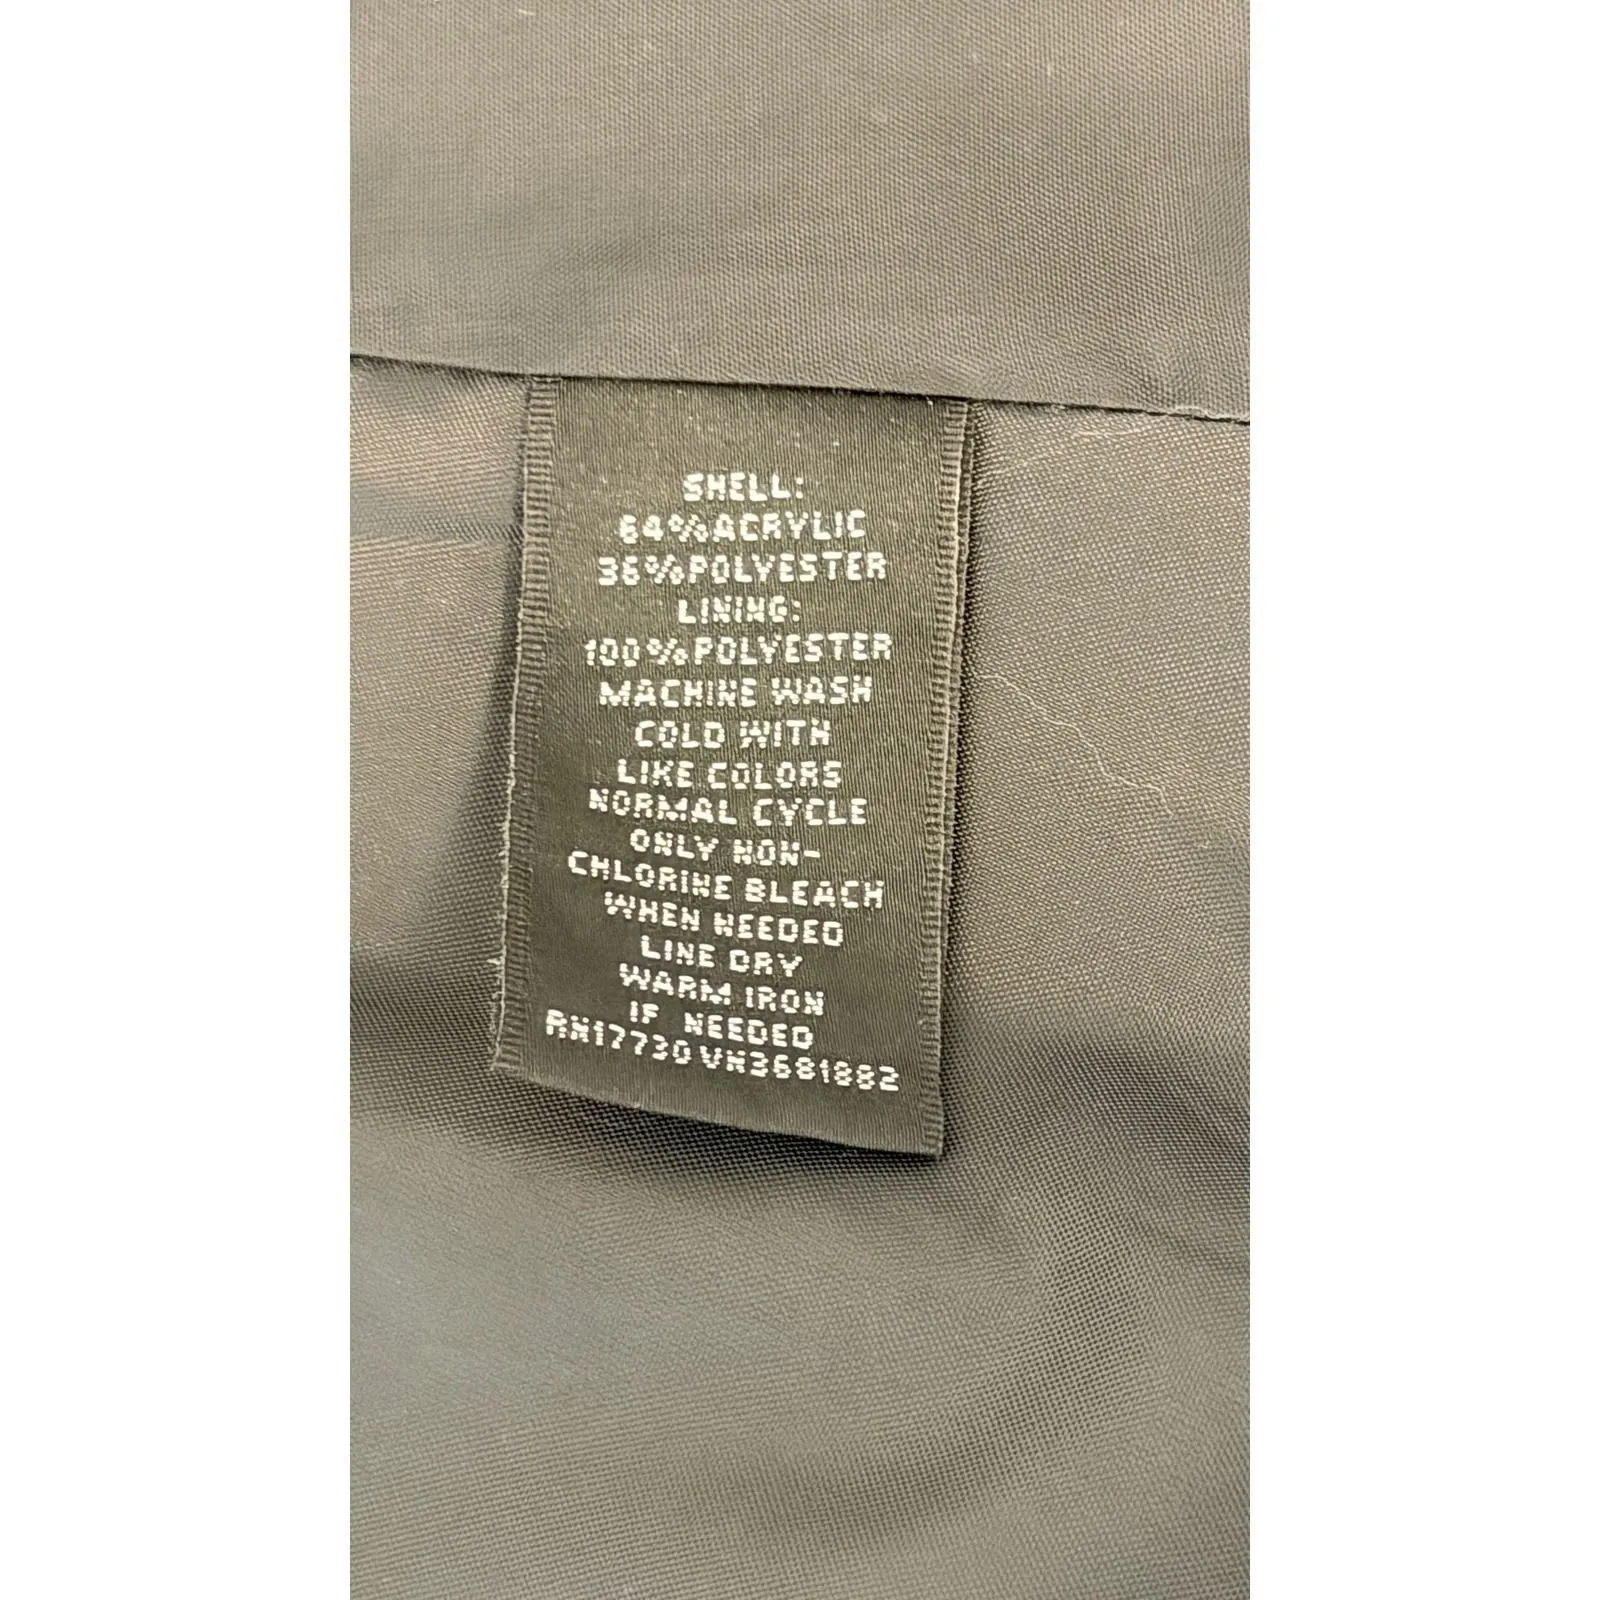 SHELL:
64%ACRYLIC
36%POLYESTER
LINING:
100%POLYESTER
MACHINE WASH
COLD WITH
LIKE COLORS
NORMAL CYCLE
ONLY NON-
CHLORINE BLEACH
WHEN NEEDED
LINE DRY
WARM IRON
IF NEEDED
RN17730 VN3681882